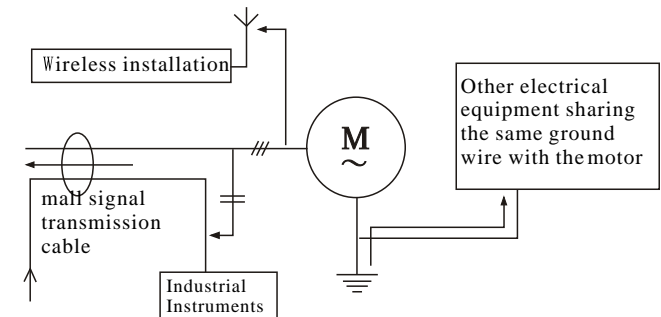 Wireless installation
M
~
Other electrical
equipment sharing
the same ground
wire with the motor
mall signal
transmission
cable
Industrial
Instruments